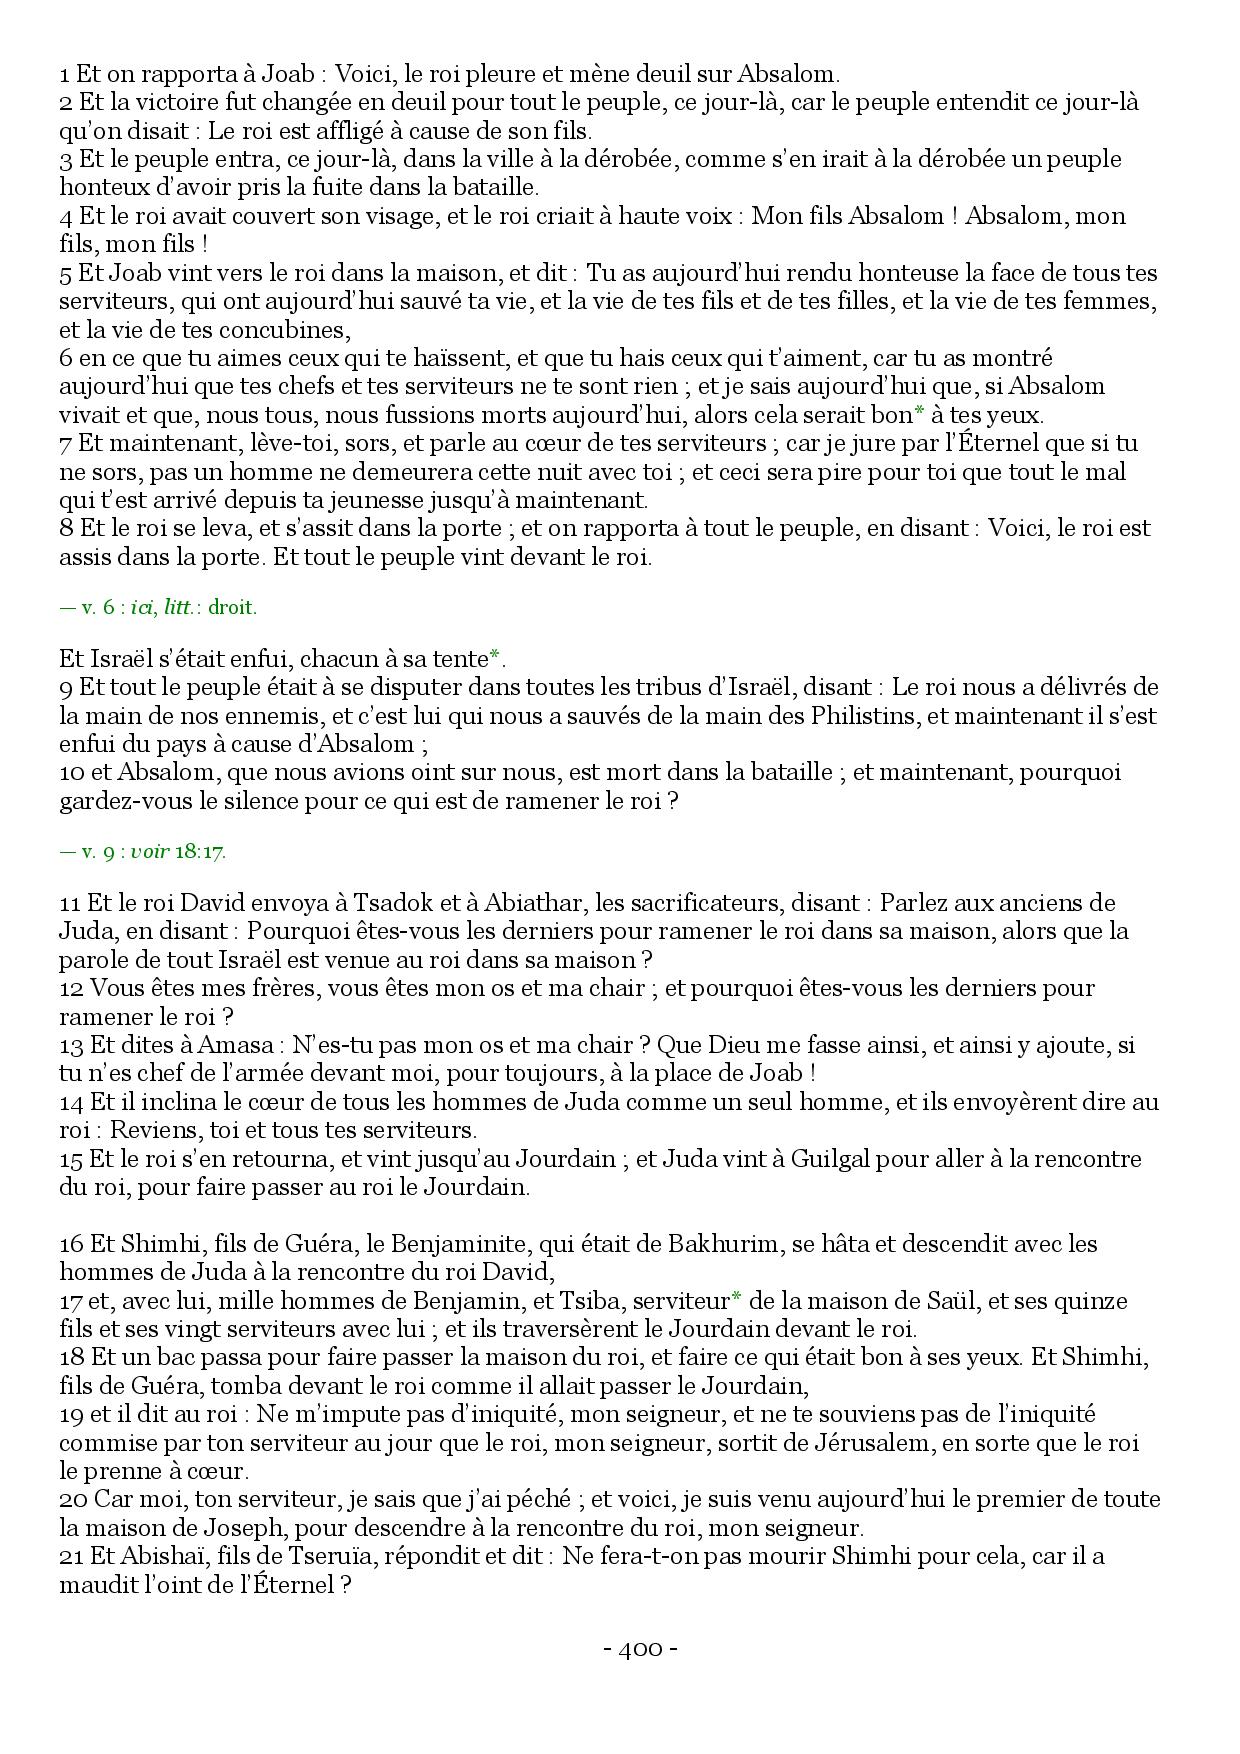 1 Et on rapporta à Joab : Voici, le roi pleure et mène deuil sur Absalom.
2 Et la victoire fut changée en deuil pour tout le peuple, ce jour-là, car le peuple entendit ce jour-là
qu’on disait : Le roi est affligé à cause de son fils.
3 Et le peuple entra, ce jour-là, dans la ville à la dérobée, comme s’en irait à la dérobée un peuple
honteux d’avoir pris la fuite dans la bataille.
4 Et le roi avait couvert son visage, et le roi criait à haute voix : Mon fils Absalom ! Absalom, mon
fils, mon fils !
5 Et Joab vint vers le roi dans la maison, et dit : Tu as aujourd’hui rendu honteuse la face de tous tes
serviteurs, qui ont aujourd’hui sauvé ta vie, et la vie de tes fils et de tes filles, et la vie de tes femmes,
et la vie de tes concubines,
6 en ce que tu aimes ceux qui te haïssent, et que tu hais ceux qui t’aiment, car tu as montré
aujourd’hui que tes chefs et tes serviteurs ne te sont rien ; et je sais aujourd’hui que, si Absalom
vivait et que, nous tous, nous fussions morts aujourd’hui, alors cela serait bon* à tes yeux.
7 Et maintenant, lève-toi, sors, et parle au cœur de tes serviteurs ; car je jure par l’Éternel que si tu
ne sors, pas un homme ne demeurera cette nuit avec toi ; et ceci sera pire pour toi que tout le mal
qui t’est arrivé depuis ta jeunesse jusqu’à maintenant.
8 Et le roi se leva, et s’assit dans la porte ; et on rapporta à tout le peuple, en disant : Voici, le roi est
assis dans la porte. Et tout le peuple vint devant le roi.
— v. 6 : ici, litt.: droit.
Et Israël s’était enfui, chacun à sa tente*.
9 Et tout le peuple était à se disputer dans toutes les tribus d’Israël, disant : Le roi nous a délivrés de
la main de nos ennemis, et c’est lui qui nous a sauvés de la main des Philistins, et maintenant il s’est
enfui du pays à cause d’Absalom ;
10 et Absalom, que nous avions oint sur nous, est mort dans la bataille ; et maintenant, pourquoi
gardez-vous le silence pour ce qui est de ramener le roi ?
— v. 9 : voir 18:17.
11 Et le roi David envoya à Tsadok et à Abiathar, les sacrificateurs, disant : Parlez aux anciens de
Juda, en disant : Pourquoi êtes-vous les derniers pour ramener le roi dans sa maison, alors que la
parole de tout Israël est venue au roi dans sa maison ?
12 Vous êtes mes frères, vous êtes mon os et ma chair ; et pourquoi êtes-vous les derniers pour
ramener le roi ?
13 Et dites à Amasa : N’es-tu pas mon os et ma chair ? Que Dieu me fasse ainsi, et ainsi y ajoute, si
tu n’es chef de l’armée devant moi, pour toujours, à la place de Joab !
14 Et il inclina le cœur de tous les hommes de Juda comme un seul homme, et ils envoyèrent dire au
roi : Reviens, toi et tous tes serviteurs.
15 Et le roi s’en retourna, et vint jusqu’au Jourdain ; et Juda vint à Guilgal pour aller à la rencontre
du roi, pour faire passer au roi le Jourdain.
16 Et Shimhi, fils de Guéra, le Benjaminite, qui était de Bakhurim, se hâta et descendit avec les
hommes de Juda à la rencontre du roi David,
17 et, avec lui, mille hommes de Benjamin, et Tsiba, serviteur* de la maison de Saül, et ses quinze
fils et ses vingt serviteurs avec lui ; et ils traversèrent le Jourdain devant le roi.
18 Et un bac passa pour faire passer la maison du roi, et faire ce qui était bon à ses yeux. Et Shimhi,
fils de Guéra, tomba devant le roi comme il allait passer le Jourdain,
19 et il dit au roi : Ne m’impute pas d’iniquité, mon seigneur, et ne te souviens pas de l’iniquité
commise par ton serviteur au jour que le roi, mon seigneur, sortit de Jérusalem, en sorte que le roi
le prenne à cœur.
20 Car moi, ton serviteur, je sais que j’ai péché ; et voici, je suis venu aujourd’hui le premier de toute
la maison de Joseph, pour descendre à la rencontre du roi, mon seigneur.
21 Et Abishaï, fils de Tseruïa, répondit et dit : Ne fera-t-on pas mourir Shimhi pour cela, car il a
maudit l’oint de l’Éternel ?
- 400 -